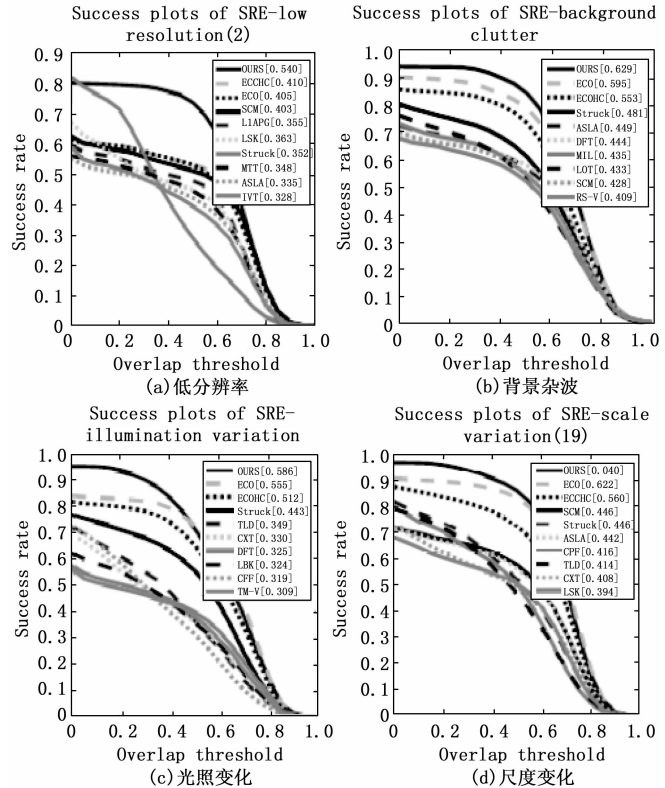 Success plots of SRE-low
resolution(2)
0.9
0.8
0.7
0.6
0.5
0.4
0.3
0.2
0.1
0
Success rate
OURS[0.540]
ECCHC[0.410]
ECO[0.405]
SCM[0.403]
L1APG[0.355]
LSK[0.363]
Struck[0.352]
MTT[0.348]
ASLA[0.335]
IVT[0.328]
0 0.2 0.4 0.6 0.8 1.0
Overlap threshold
(a)低分辨率
Success plots of SRE-background
clutter
1.0
0.9
0.8
0.7
0.6
0.5
0.4
0.3
0.2
0.1
0
Success rate
OURS[0.629]
ECO[0.595]
ECOHC[0.553]
Struck[0.481]
ASLA[0.449]
DFT[0.444]
MIL[0.435]
LOT[0.433]
SCM[0.428]
RS-V[0.409]
0 0.2 0.4 0.6 0.8 1.0
Overlap threshold
(b)背景杂波
Success plots of SRE-
illumination variation
1.0
0.9
0.8
0.7
0.6
0.5
0.4
0.3
0.2
0.1
0
Success rate
OURS[0.586]
ECO[0.555]
ECOHC[0.512]
Struck[0.443]
TLD[0.349]
CXT[0.330]
DFT[0.325]
LBK[0.324]
CFF[0.319]
TM-V[0.309]
0 0.2 0.4 0.6 0.8 1.0
Overlap threshold
(c)光照变化
Success plots of SRE-scale
variation(19)
1.0
0.9
0.8
0.7
0.6
0.5
0.4
0.3
0.2
0.1
0
Success rate
OURS[0.040]
ECO[0.622]
ECCHC[0.560]
SCM[0.446]
Struck[0.446]
ASLA[0.442]
CPF[0.416]
TLD[0.414]
CXT[0.408]
LSK[0.394]
0 0.2 0.4 0.6 0.8 1.0
Overlap threshold
(d)尺度变化